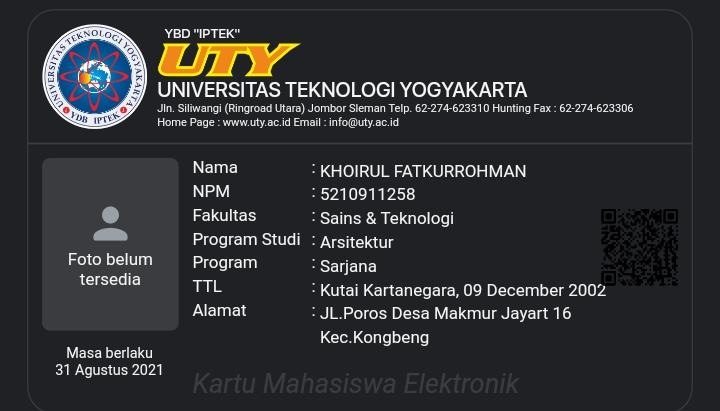 UNIVERSITAS TEKNOLOGI YOGYAKARTA
YDB IPTEK
YBD "IPTEK"
UTY
UNIVERSITAS TEKNOLOGI YOGYAKARTA
Jln. Siliwangi (Ringroad Utara) Jombor Sleman Telp. 62-274-623310 Hunting Fax : 62-274-623306
Home Page : www.uty.ac.id Email : info@uty.ac.id
Foto belum
tersedia
Masa berlaku
31 Agustus 2021
Nama : KHOIRUL FATKURROHMAN
NPM : 5210911258
Fakultas : Sains & Teknologi
Program Studi : Arsitektur
Program : Sarjana
TTL : Kutai Kartanegara, 09 December 2002
Alamat : JL.Poros Desa Makmur Jayart 16
Kec.Kongbeng
Kartu Mahasiswa Elektronik